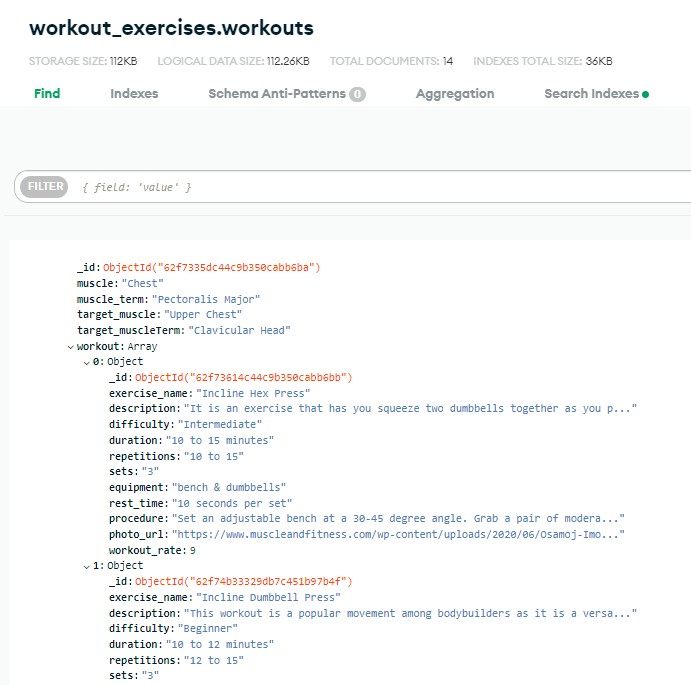 workout_exercises.workouts
STORAGE SIZE: 112KB LOGICAL DATA SIZE: 112.26KB TOTAL DOCUMENTS: 14 INDEXES TOTAL SIZE: 36KB
Find Indexes Schema Anti-Patterns 0 Aggregation Search Indexes
FILTER { field: 'value' }
_id: ObjectId("62f7335dc44c9b350cabb6ba")
muscle: "Chest"
muscle_term: "Pectoralis Major"
target_muscle: "Upper Chest"
target_muscleTerm: "Clavicular Head"
workout: Array
0: Object
_id: ObjectId("62f73614c44c9b350cabb6bb")
exercise_name: "Incline Hex Press"
description: "It is an exercise that has you squeeze two dumbbells together as you p..."
difficulty: "Intermediate"
duration: "10 to 15 minutes"
repetitions: "10 to 15"
sets: "3"
equipment: "bench & dumbbells"
rest_time: "10 seconds per set"
procedure: "Set an adjustable bench at a 30-45 degree angle. Grab a pair of modera..."
photo_url: "https://www.muscleandfitness.com/wp-content/uploads/2020/06/Osamoj-Imo..."
workout_rate: 9
1: Object
_id: ObjectId("62f74b33329db7c451b97b4f")
exercise_name: "Incline Dumbbell Press"
description: "This workout is a popular movement among bodybuilders as it is a versa..."
difficulty: "Beginner"
duration: "10 to 12 minutes"
repetitions: "12 to 15"
sets: "3"